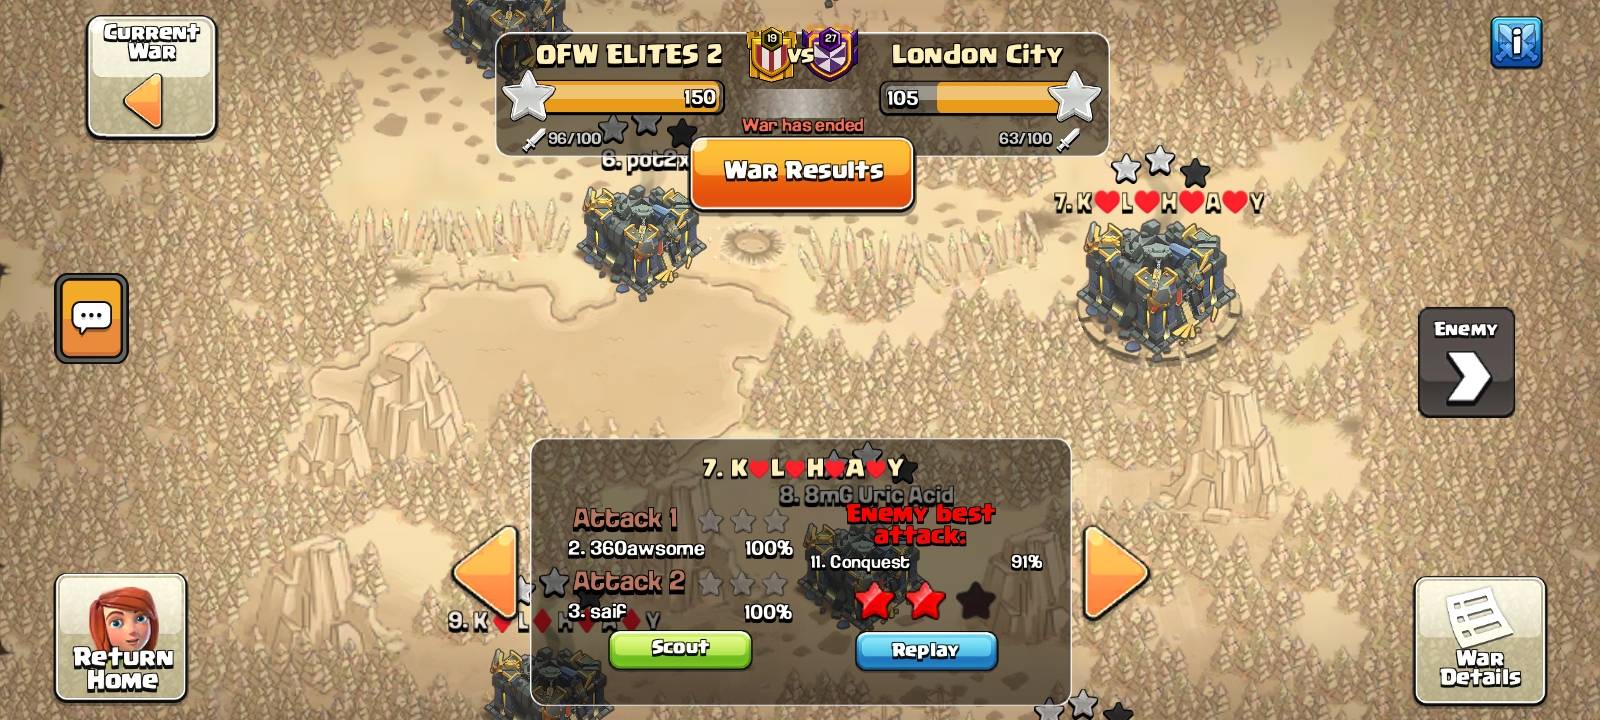 Current
War
OFW ELITES 2
19
VS
27
London City
150
105
96/100
War has ended
63/100
War Results
6. pot2x
7. K❤️L❤️H❤️A❤️Y
Enemy
7. K❤️L❤️H❤️A❤️Y
8. 8mG Uric Acid
Attack 1
2. 360awsome
100%
Attack 2
3. saif
100%
Enemy best
attack:
11. Conquest
91%
9. K♦️L♦️H♦️A♦️Y
Scout
Replay
Return
Home
War
Details